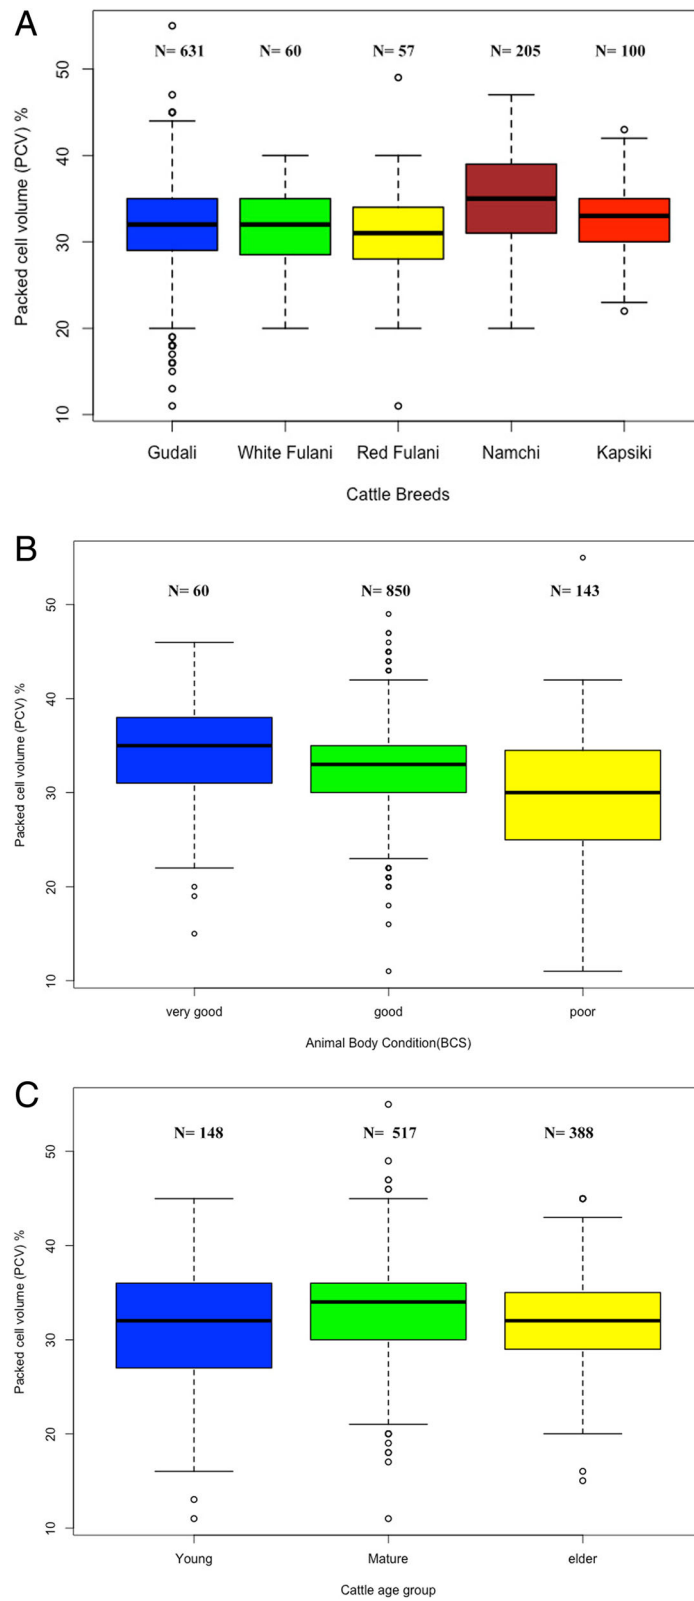 A
N= 631 N= 60 N= 57 N= 205 N= 100
Packed cell volume (PCV) %
50
40
30
20
10
Gudali White Fulani Red Fulani Namchi Kapsiki
Cattle Breeds
B
N= 60 N= 850 N= 143
Packed cell volume (PCV) %
50
40
30
20
10
very good good poor
Animal Body Condition(BCS)
C
N= 148 N= 517 N= 388
Packed cell volume (PCV) %
50
40
30
20
10
Young Mature elder
Cattle age group